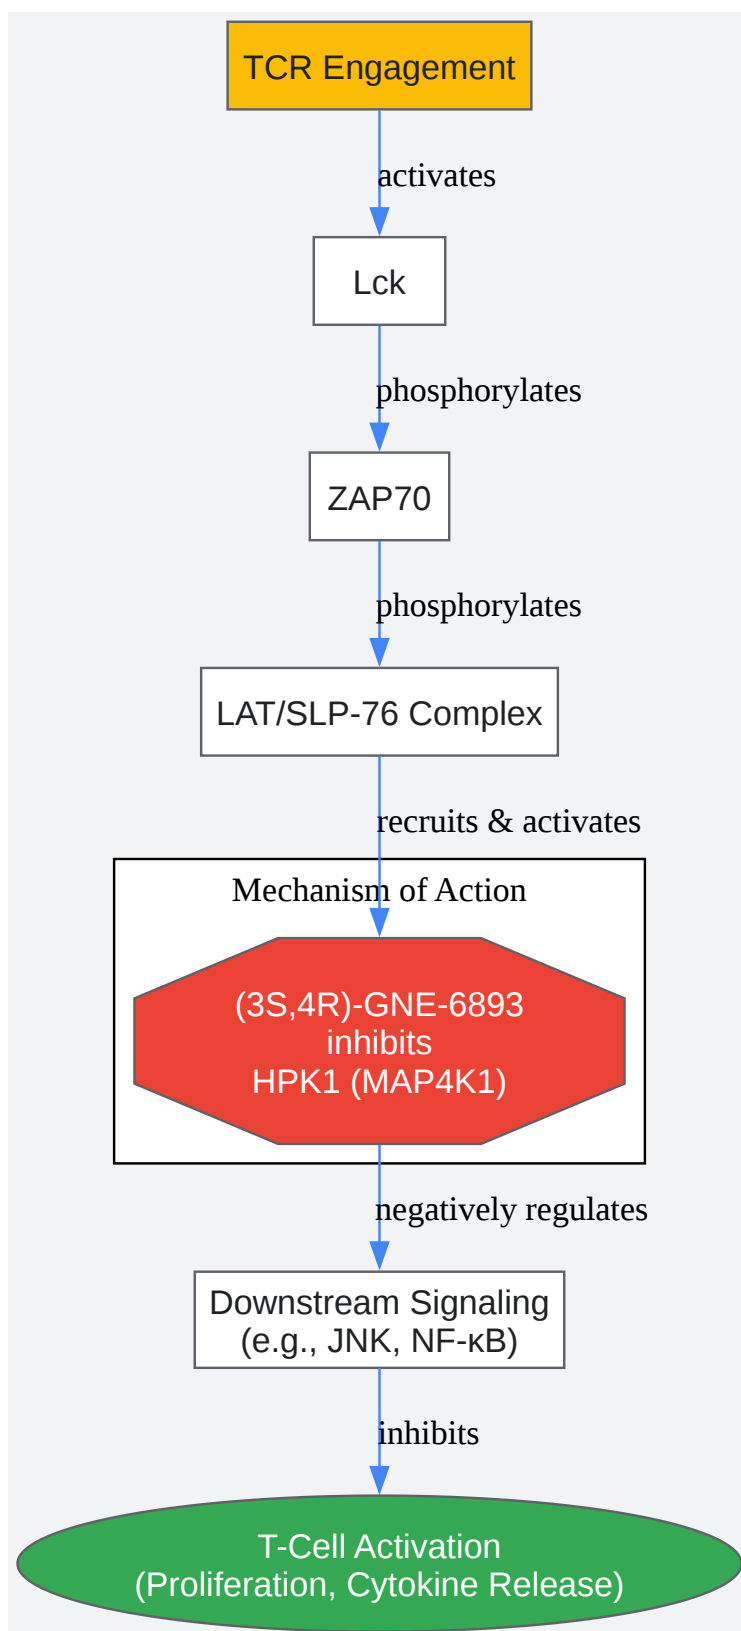 TCR Engagement
activates
Lck
phosphorylates
ZAP70
phosphorylates
LAT/SLP-76 Complex
recruits & activates
Mechanism of Action
(3S,4R)-GNE-6893
inhibits
HPK1 (MAP4K1)
negatively regulates
Downstream Signaling
(e.g., JNK, NF-κB)
inhibits
T-Cell Activation
(Proliferation, Cytokine Release)